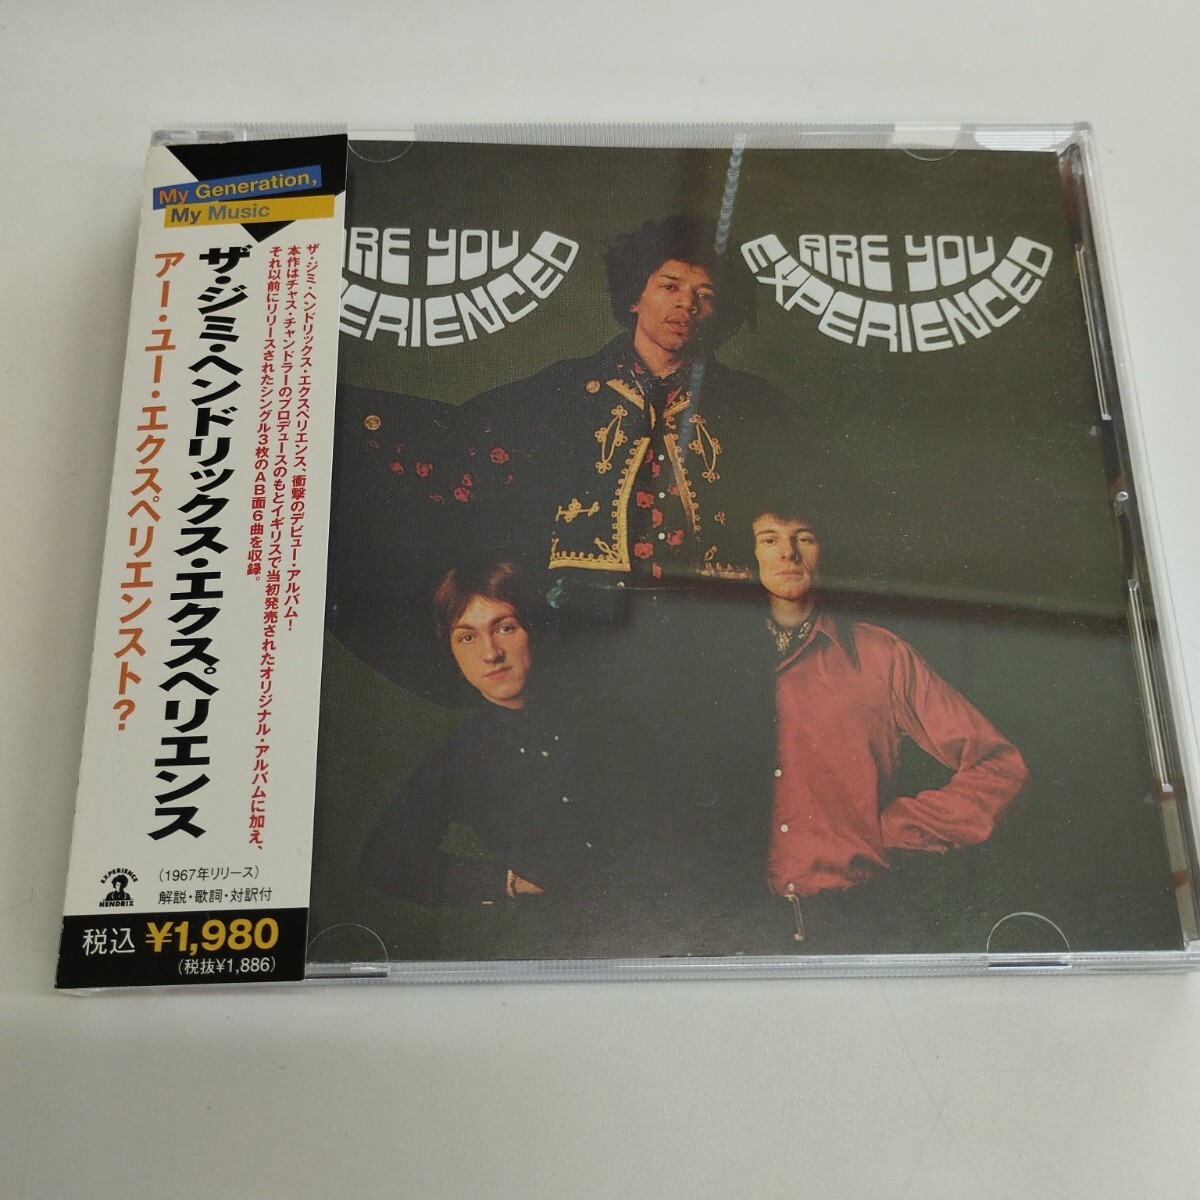 My Generation,
My Music
ザ・ジミ・ヘンドリックス・エクスペリエンス、衝撃のデビュー・アルバム!
本作はチャス・チャンドラーのプロデュースのもとイギリスで当初発売されたオリジナル・アルバムに加え、
それ以前にリリースされたシングル3枚のAB面6曲を収録。
ザ・ジミ・ヘンドリックス・エクスペリエンス
アー・ユー・エクスペリエンスト?
EXPERIENCE
HENDRIX
(1967年リリース)
解説・歌詞・対訳付
税込 ¥1,980
(税抜¥1,886)
ARE YOU
PERIENCED
ARE YOU
EXPERIENCED